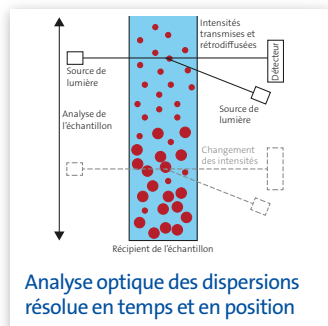 Intensités
transmises et
rétrodiffusées
Détecteur
Source de
lumière
Source de
lumière
Analyse de
l'échantillon
Changement
des intensités
Récipient de l'échantillon
Analyse optique des dispersions
résolue en temps et en position